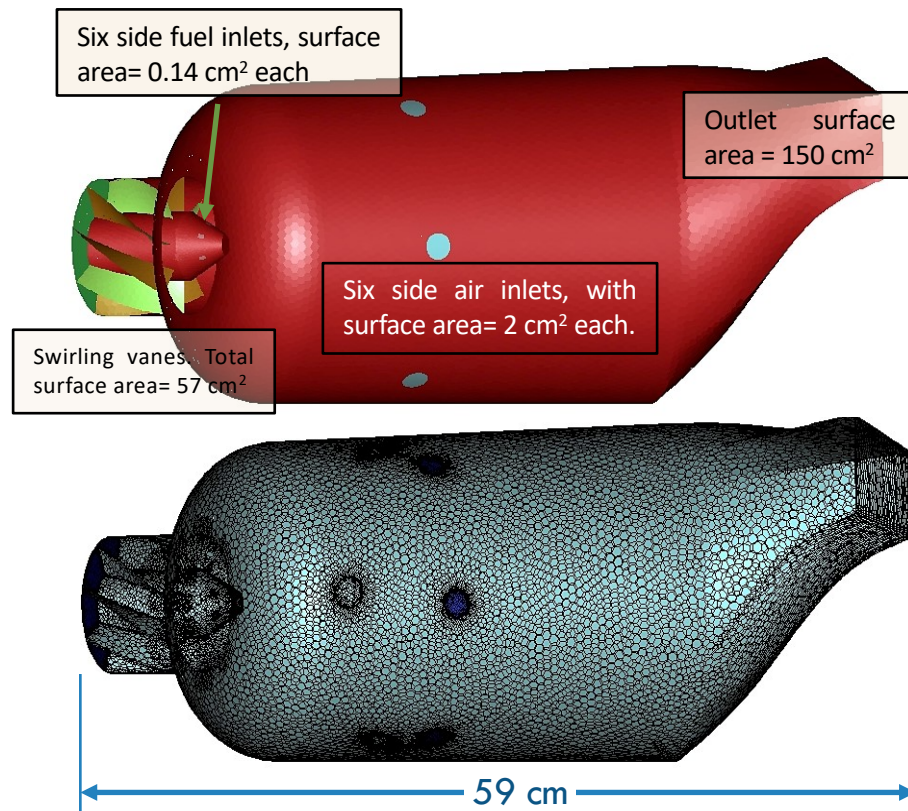 Six side fuel inlets, surface
area= 0.14 cm² each
Outlet surface
area = 150 cm²
Six side air inlets, with
surface area= 2 cm² each.
Swirling vanes. Total
surface area= 57 cm²
59 cm